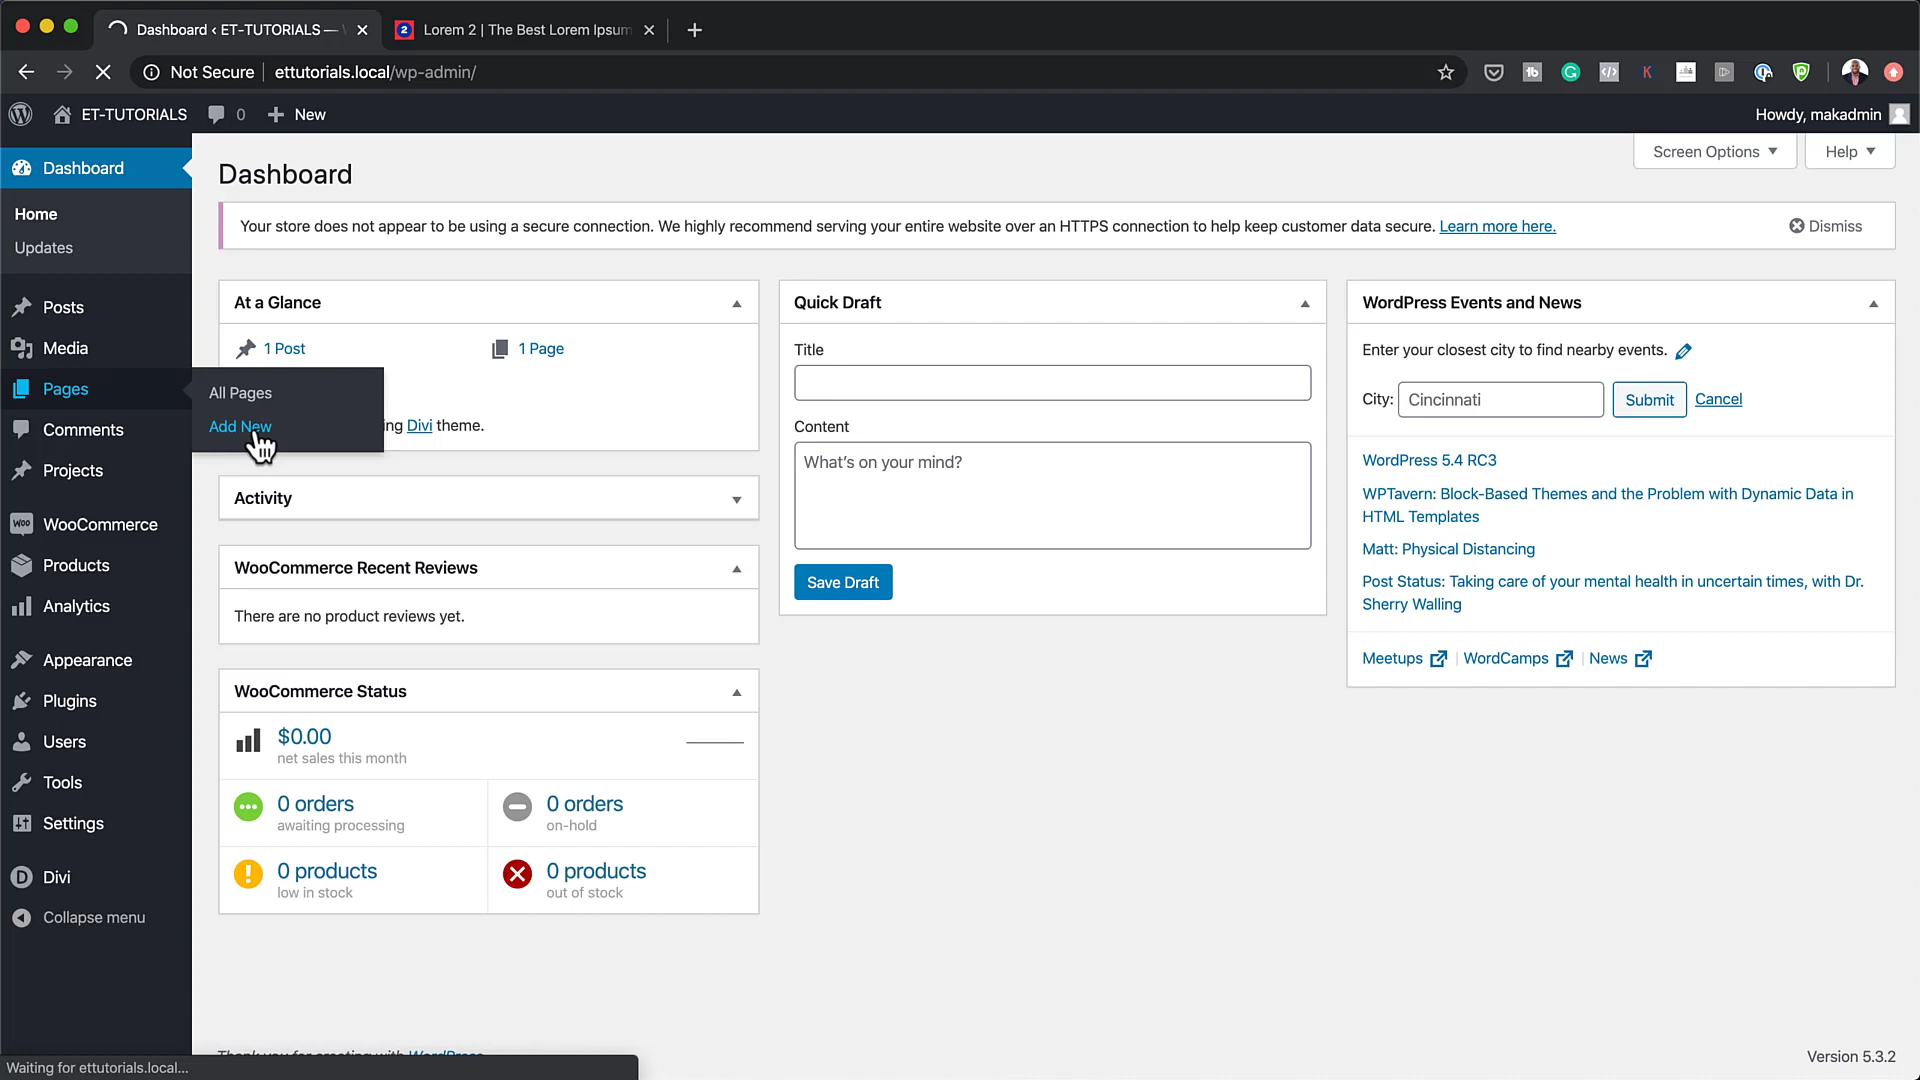 Dashboard ‹ ET-TUTORIALS —
Lorem 2 | The Best Lorem Ipsum
Not Secure
ettutorials.local/wp-admin/
ET-TUTORIALS
0
New
Howdy, makadmin
Dashboard
Home
Updates
Posts
Media
Pages
Comments
Projects
WooCommerce
Products
Analytics
Appearance
Plugins
Users
Tools
Settings
Divi
Collapse menu
All Pages
Add New
Screen Options
Help
Dashboard
Your store does not appear to be using a secure connection. We highly recommend serving your entire website over an HTTPS connection to help keep customer data secure. Learn more here.
Dismiss
At a Glance
1 Post
1 Page
ing Divi theme.
Activity
WooCommerce Recent Reviews
There are no product reviews yet.
WooCommerce Status
$0.00
net sales this month
0 orders
awaiting processing
0 orders
on-hold
0 products
low in stock
0 products
out of stock
Quick Draft
Title
Content
What's on your mind?
Save Draft
WordPress Events and News
Enter your closest city to find nearby events.
City:
Cincinnati
Submit
Cancel
WordPress 5.4 RC3
WPTavern: Block-Based Themes and the Problem with Dynamic Data in
HTML Templates
Matt: Physical Distancing
Post Status: Taking care of your mental health in uncertain times, with Dr.
Sherry Walling
Meetups
WordCamps
News
Thank you for creating with WordPress
Version 5.3.2
Waiting for ettutorials.local...